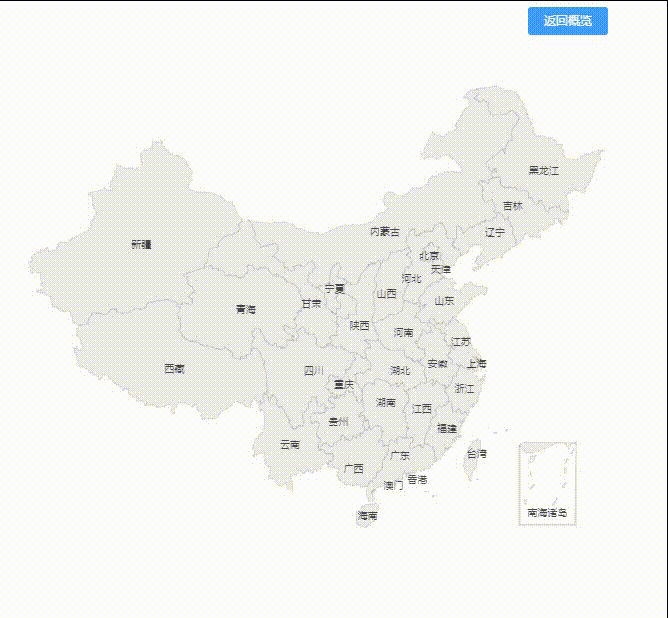 返回概览
黑龙江
吉林
内蒙古
辽宁
新疆
北京
天津
河北
宁夏
山西
甘肃
山东
青海
陕西
河南
江苏
安徽
上海
西藏
四川
湖北
重庆
浙江
湖南
江西
贵州
福建
云南
广东
台湾
广西
香港
澳门
南海诸岛
海南